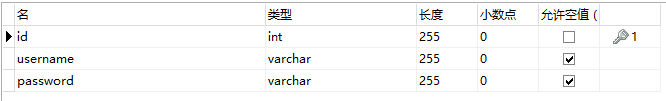 名 类型 长度 小数点 允许空值 (
id int 255 0 1
username varchar 255 0
password varchar 255 0